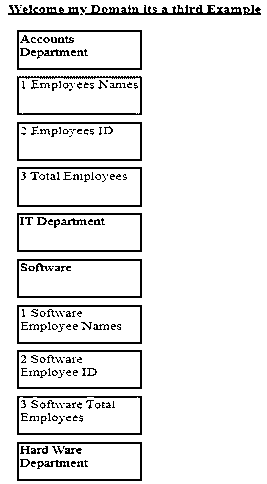 Welcome my Domain its a third Example
Accounts
Department
1 Employees Names
2 Employees ID
3 Total Employees
IT Department
Software
1 Software
Employee Names
2 Software
Employee ID
3 Software Total
Employees
Hard Ware
Department